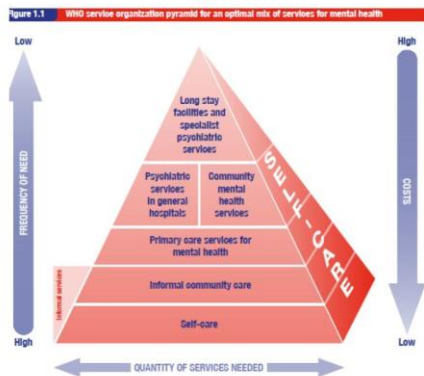 Figure 1.1 WHO service organization pyramid for an optimal mix of services for mental health
Low
High
Long stay
facilities and
specialist
psychiatric
services
Psychiatric
services
in general
hospitals
Community
mental
health
services
Primary care services for
mental health
Informal community care
Self-care
SELF-CARE
Informal services
FREQUENCY OF NEED
COSTS
High
Low
QUANTITY OF SERVICES NEEDED